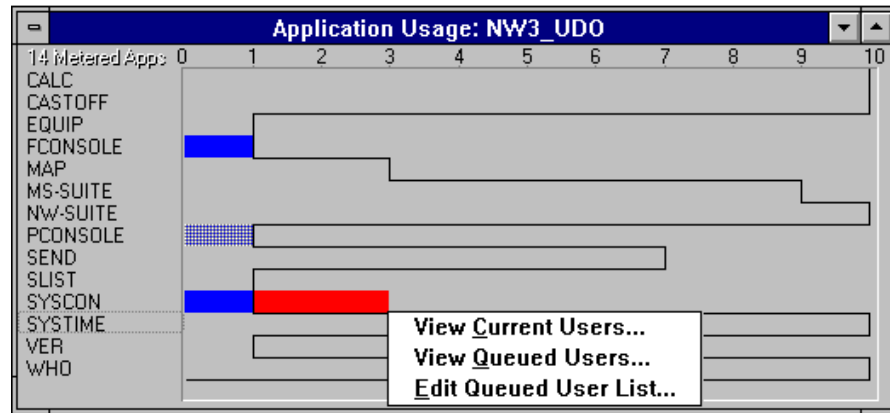 Application Usage: NW3_UDO
14 Metered Apps 0 1 2 3 4 5 6 7 8 9 10
CALC
CASTOFF
EQUIP
FCONSOLE
MAP
MS-SUITE
NW-SUITE
PCONSOLE
SEND
SLIST
SYSCON
SYSTIME
VER
WHO
View Current Users...
View Queued Users...
Edit Queued User List...